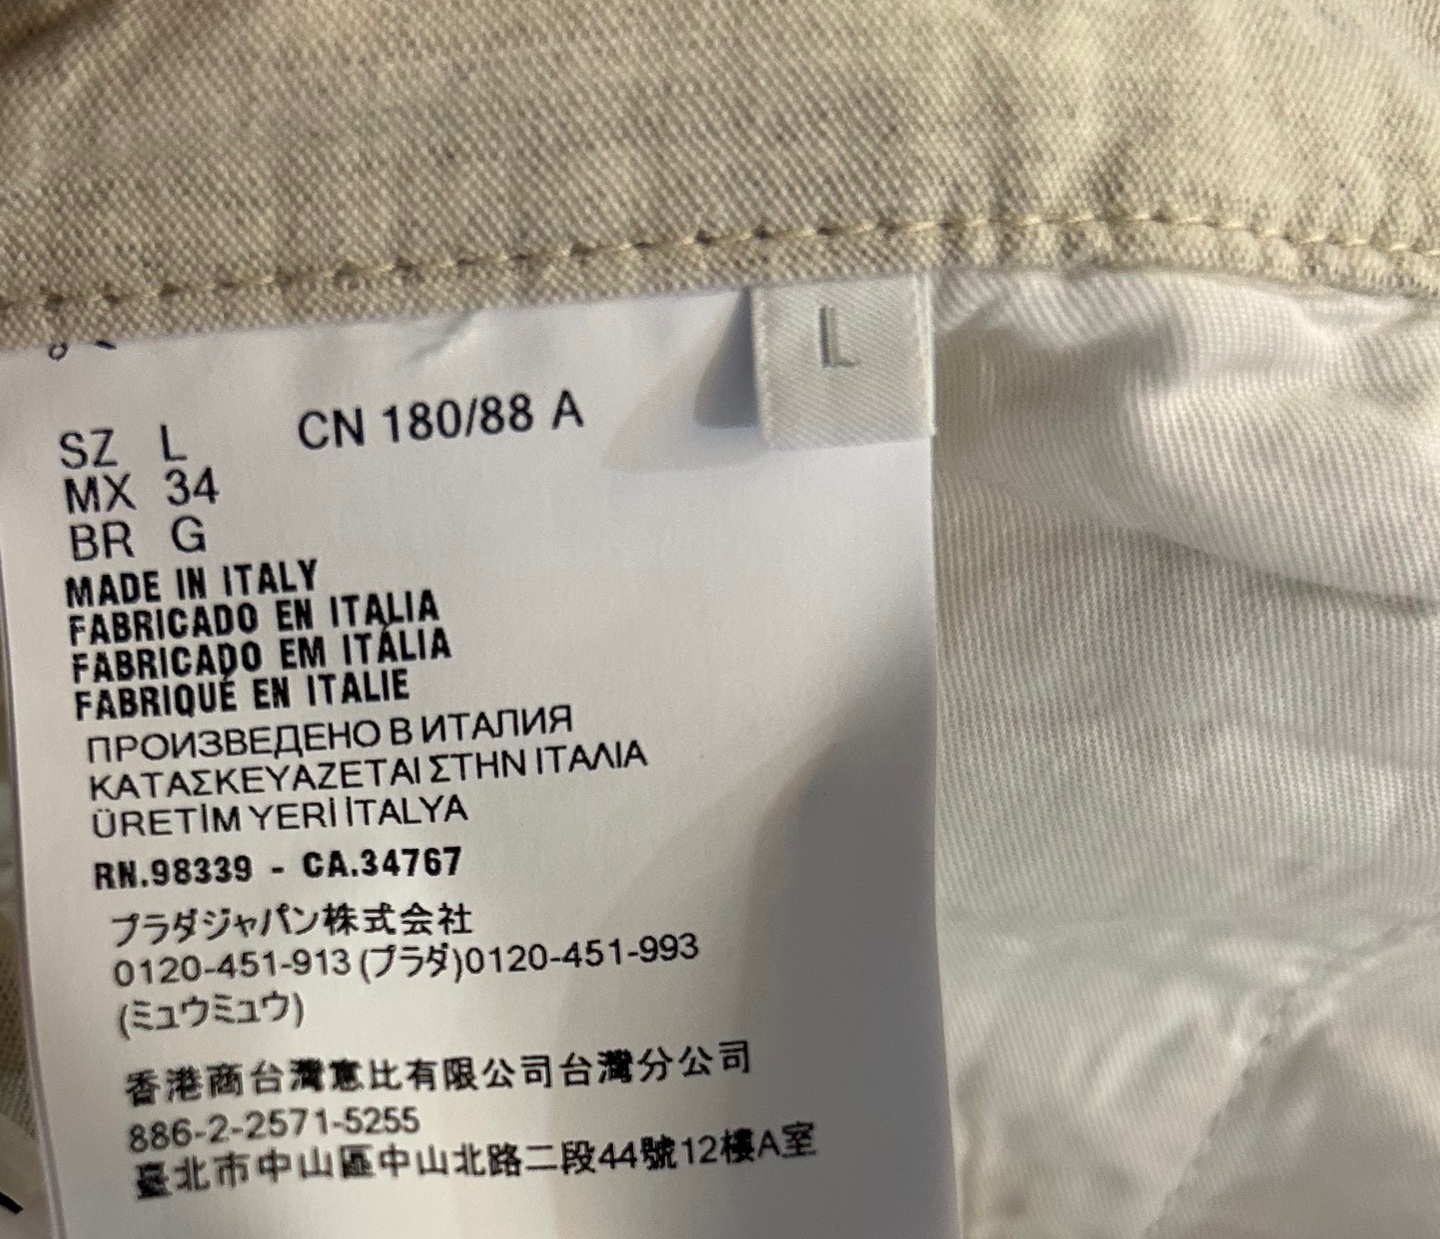 L
SZ L CN 180/88 A
MX 34
BR G
MADE IN ITALY
FABRICADO EN ITALIA
FABRICADO EM ITÁLIA
FABRIQUÉ EN ITALIE
ПРОИЗВЕДЕНО В ИТАЛИЯ
ΚΑΤΑΣΚΕΥΑΖΕΤΑΙ ΣΤΗΝ ΙΤΑΛΙΑ
ÜRETİM YERİ İTALYA
RN.98339 - CA.34767
プラダジャパン株式会社
0120-451-913 (プラダ)0120-451-993
(ミュウミュウ)
香港商台灣惠比有限公司台灣分公司
886-2-2571-5255
臺北市中山區中山北路二段44號12樓A室